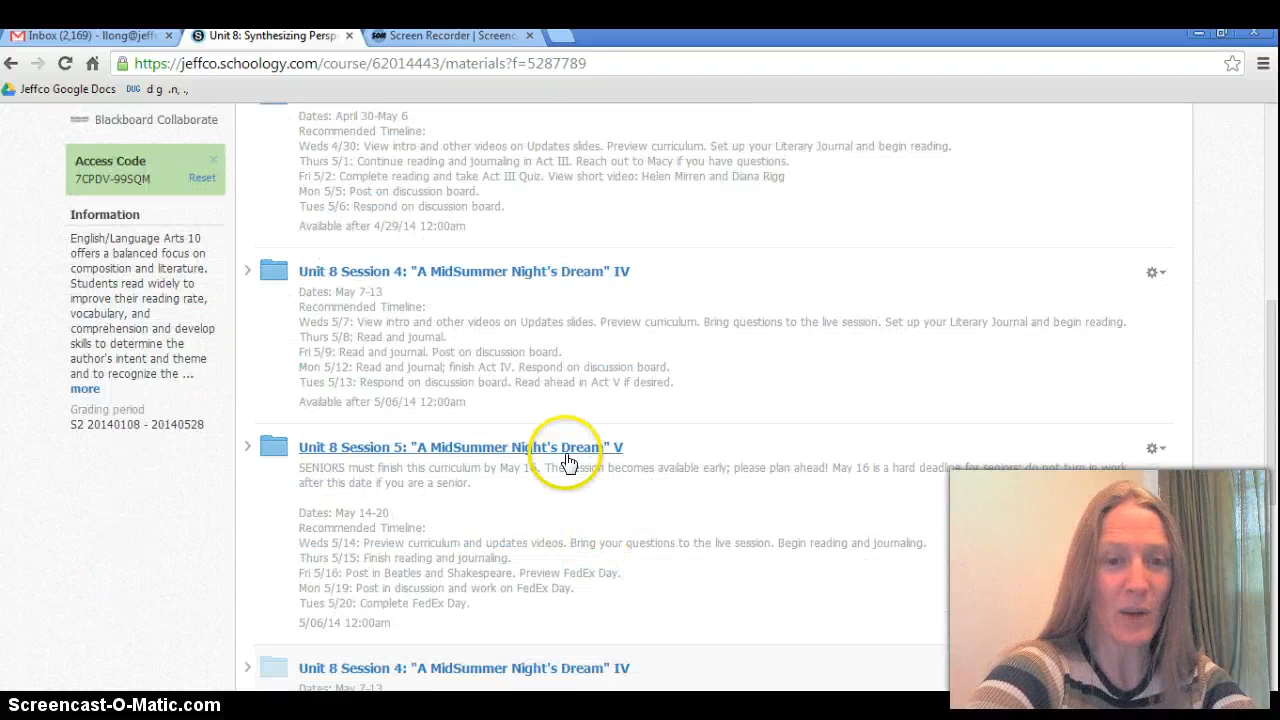 Inbox (2,169) - llong@jeff
Unit 8: Synthesizing Persp
Screen Recorder | Screenc
https://jeffco.schoology.com/course/62014443/materials?f=5287789
Jeffco Google Docs
DUG d g .n, .,
Blackboard Collaborate
Access Code
7CPDV-99SQM
Reset
Information
English/Language Arts 10
offers a balanced focus on
composition and literature.
Students read widely to
improve their reading rate,
vocabulary, and
comprehension and develop
skills to determine the
author's intent and theme
and to recognize the ...
more
Grading period
S2 20140108 - 20140528
Dates: April 30-May 6
Recommended Timeline:
Weds 4/30: View intro and other videos on Updates slides. Preview curriculum. Set up your Literary Journal and begin reading.
Thurs 5/1: Continue reading and journaling in Act III. Reach out to Macy if you have questions.
Fri 5/2: Complete reading and take Act III Quiz. View short video: Helen Mirren and Diana Rigg
Mon 5/5: Post on discussion board.
Tues 5/6: Respond on discussion board.
Available after 4/29/14 12:00am
Unit 8 Session 4: "A MidSummer Night's Dream" IV
Dates: May 7-13
Recommended Timeline:
Weds 5/7: View intro and other videos on Updates slides. Preview curriculum. Bring questions to the live session. Set up your Literary Journal and begin reading.
Thurs 5/8: Read and journal.
Fri 5/9: Read and journal. Post on discussion board.
Mon 5/12: Read and journal; finish Act IV. Respond on discussion board.
Tues 5/13: Respond on discussion board. Read ahead in Act V if desired.
Available after 5/06/14 12:00am
Unit 8 Session 5: "A MidSummer Night's Dream" V
SENIORS must finish this curriculum by May 16. The session becomes available early; please plan ahead! May 16 is a hard deadline for seniors; do not turn in work
after this date if you are a senior.
Dates: May 14-20
Recommended Timeline:
Weds 5/14: Preview curriculum and updates videos. Bring your questions to the live session. Begin reading and journaling.
Thurs 5/15: Finish reading and journaling.
Fri 5/16: Post in Beatles and Shakespeare. Preview FedEx Day.
Mon 5/19: Post in discussion and work on FedEx Day.
Tues 5/20: Complete FedEx Day.
5/06/14 12:00am
Unit 8 Session 4: "A MidSummer Night's Dream" IV
Dates: May 7-13
Screencast-O-Matic.com